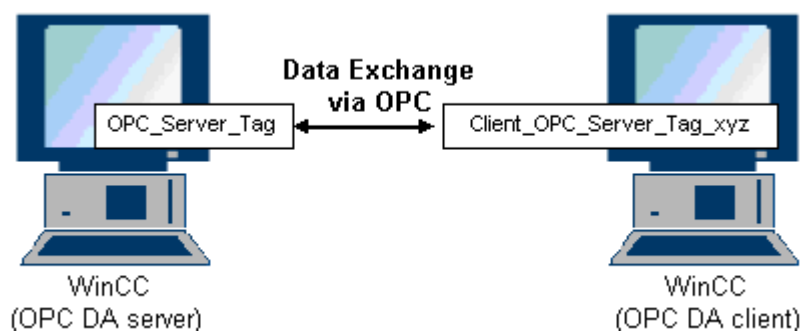 Data Exchange
via OPC
OPC_Server_Tag
Client_OPC_Server_Tag_xyz
WinCC
(OPC DA server)
WinCC
(OPC DA client)